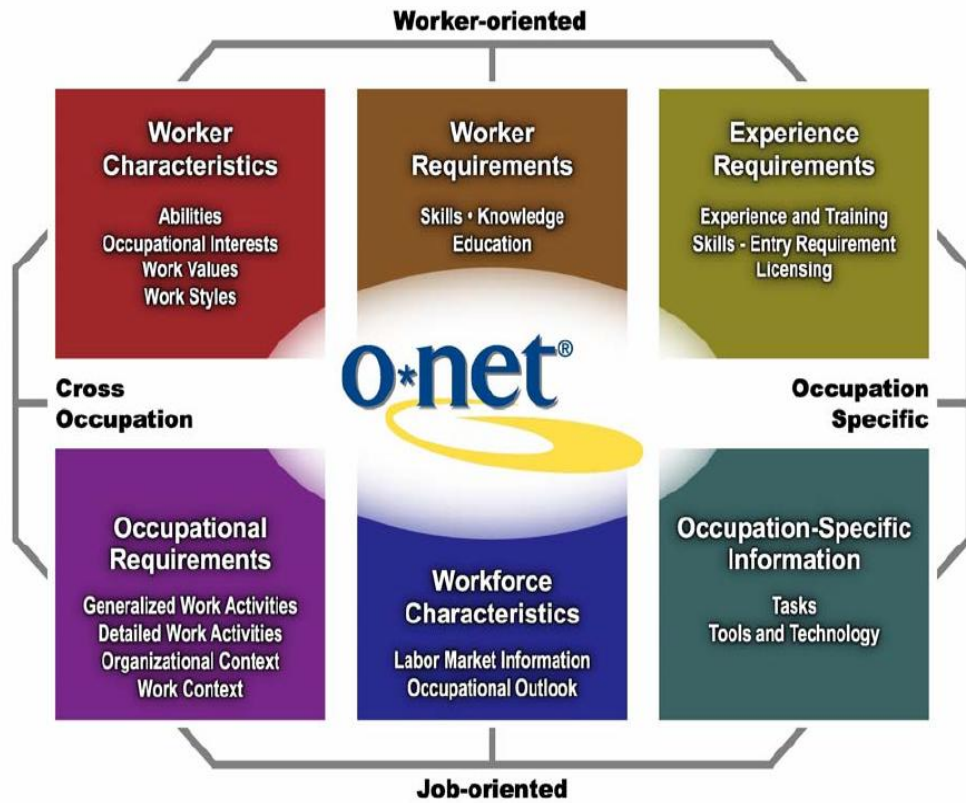 Worker-oriented
Worker
Characteristics
Abilities
Occupational Interests
Work Values
Work Styles
Worker
Requirements
Skills • Knowledge
Education
Experience
Requirements
Experience and Training
Skills - Entry Requirement
Licensing
Cross
Occupation
o*net®
Occupation
Specific
Occupational
Requirements
Generalized Work Activities
Detailed Work Activities
Organizational Context
Work Context
Workforce
Characteristics
Labor Market Information
Occupational Outlook
Occupation-Specific
Information
Tasks
Tools and Technology
Job-oriented